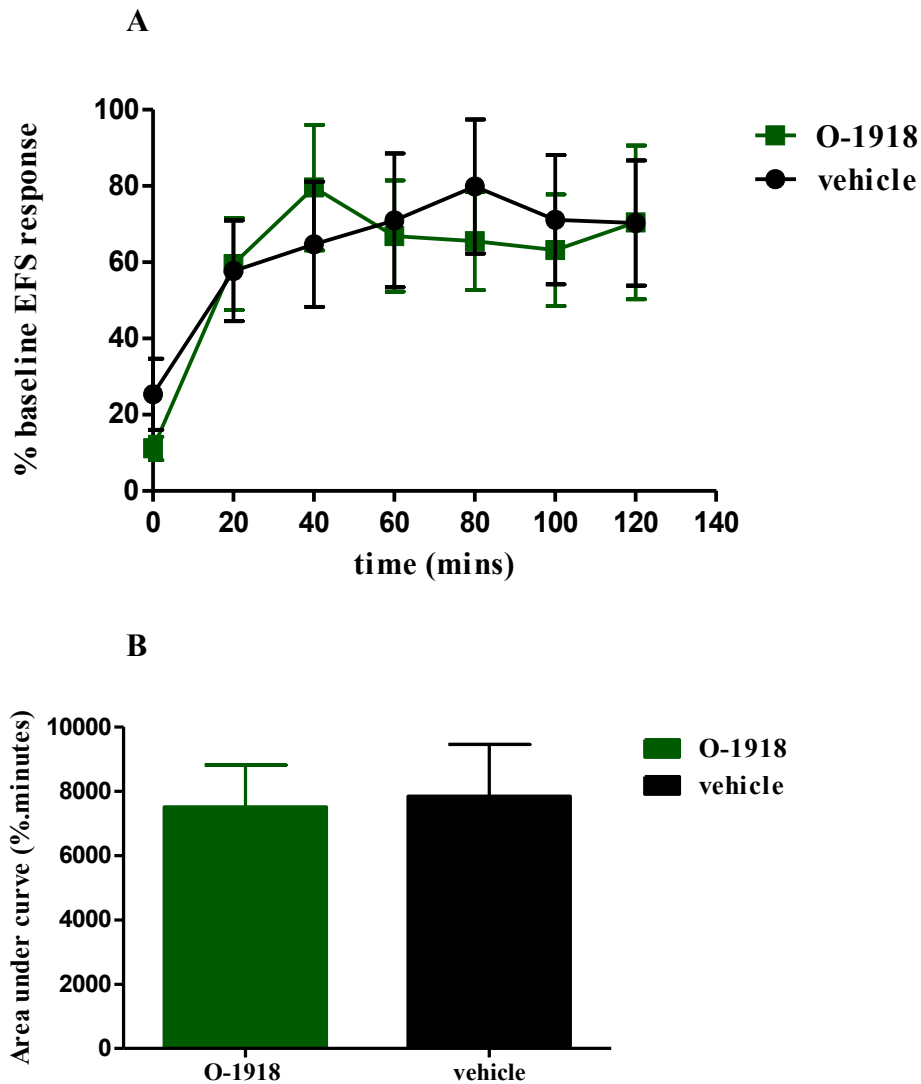 A
% baseline EFS response
100
80
60
40
20
0
0 20 40 60 80 100 120 140
time (mins)
O-1918
vehicle
B
Area under curve (%.minutes)
10000
8000
6000
4000
2000
0
O-1918 vehicle
O-1918
vehicle